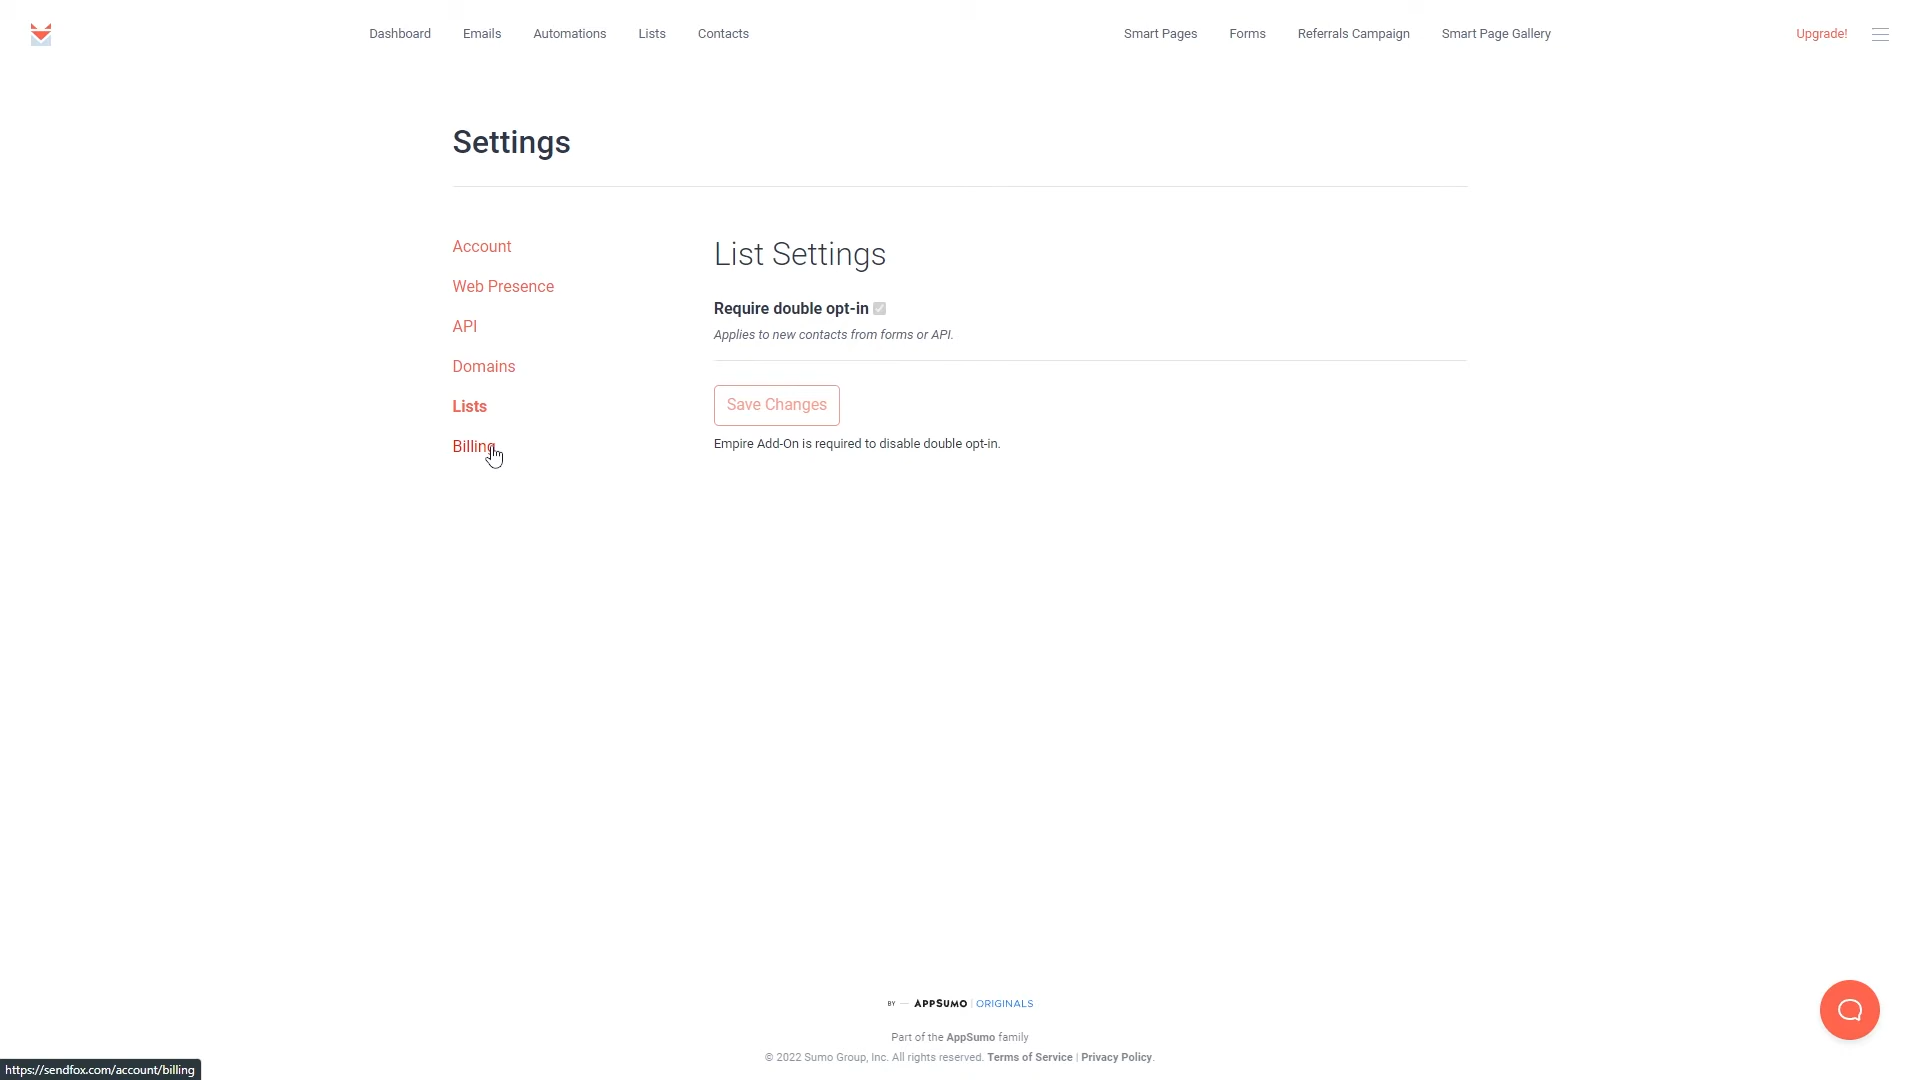 Dashboard Emails Automations Lists Contacts Smart Pages Forms Referrals Campaign Smart Page Gallery Upgrade!
Settings
Account
Web Presence
API
Domains
Lists
Billing
List Settings
Require double opt-in
Applies to new contacts from forms or API.
Save Changes
Empire Add-On is required to disable double opt-in.
BY — APPSUMO | ORIGINALS
Part of the AppSumo family
© 2022 Sumo Group, Inc. All rights reserved. Terms of Service | Privacy Policy.
https://sendfox.com/account/billing